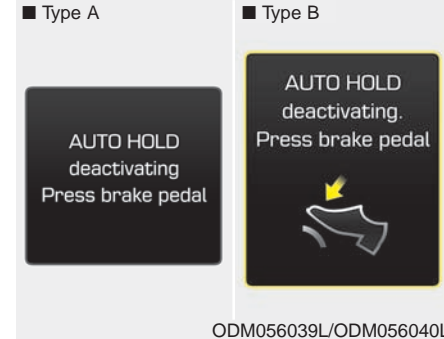 ■ Type A
■ Type B
AUTO HOLD
deactivating
Press brake pedal
AUTO HOLD
deactivating.
Press brake pedal
ODM056039L/ODM056040L